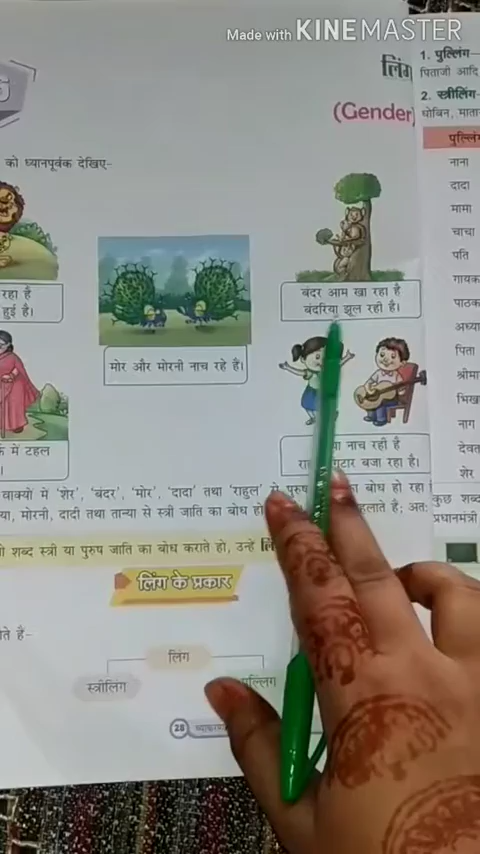 Made with KINEMASTER
लिंग
(Gender)
को ध्यानपूर्वक देखिए-
रहा है
हुई है।
मोर और मोरनी नाच रहे हैं।
बंदर आम खा रहा है
बंदरिया झूल रही है।
में टहल
नाच रही है
गिटार बजा रहा है।
वाक्यों में 'शेर', 'बंदर', 'मोर', 'दादा' तथा 'राहुल' से पुरुष का बोध हो रहा
मोरनी, दादी तथा तान्या से स्त्री जाति का बोध हो
कहलाते हैं; अतः
शब्द स्त्री या पुरुष जाति का बोध कराते हो, उन्हें
लिंग के प्रकार
हैं-
लिंग
स्त्रीलिंग
पुल्लिंग
28
1. पुल्लिंग-
पिताजी आदि
2. स्त्रीलिंग-
धोबिन, माता
पुल्लिंग
नाना
दादा
मामा
चाचा
पति
गायक
पाठक
पिता
नाग
शेर
कुछ शब्द
प्रधानमंत्री